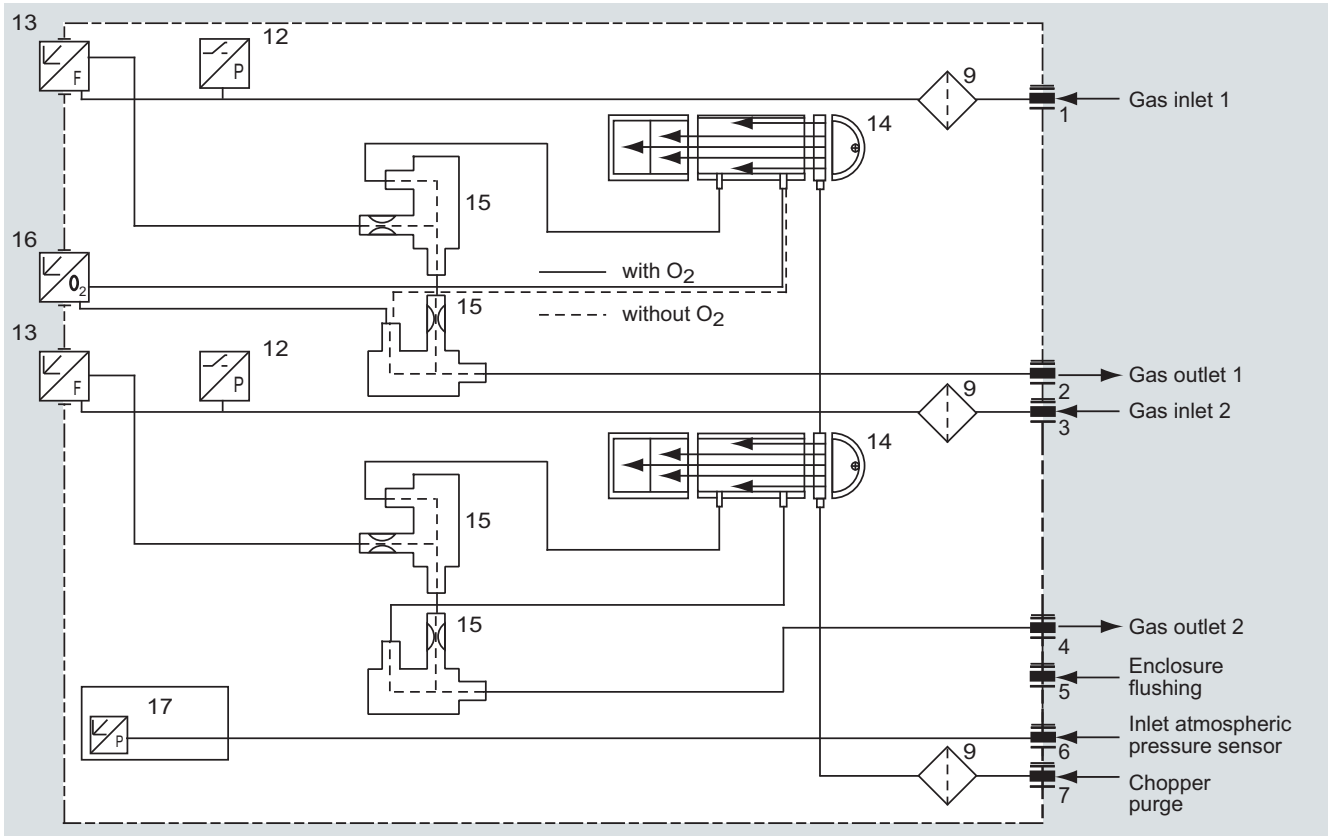 13
12
F
P
9
1
Gas inlet 1
14
15
16
O2
with O2
15
without O2
13
12
F
P
2
Gas outlet 1
9
3
Gas inlet 2
14
15
15
4
Gas outlet 2
5
Enclosure
flushing
17
P
6
Inlet atmospheric
pressure sensor
9
7
Chopper
purge